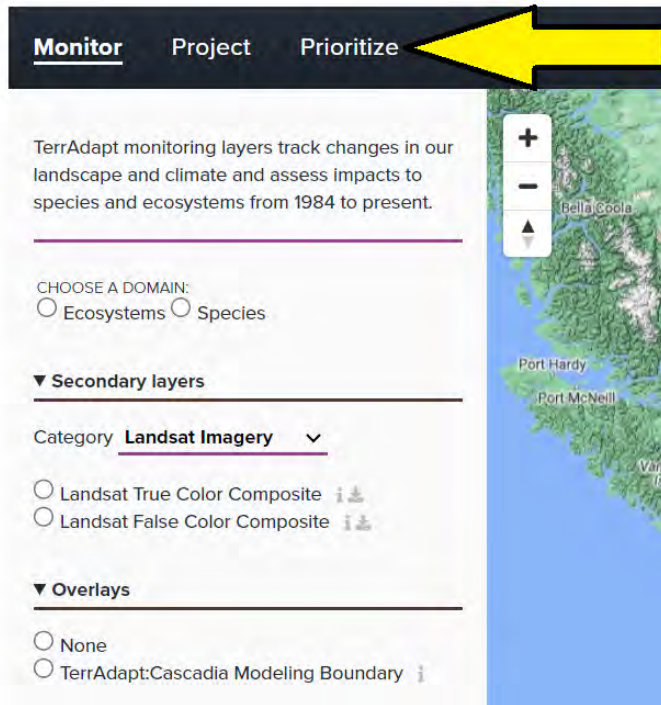 Monitor Project Prioritize
TerrAdapt monitoring layers track changes in our
landscape and climate and assess impacts to
species and ecosystems from 1984 to present.
CHOOSE A DOMAIN:
Ecosystems Species
▼ Secondary layers
Category Landsat Imagery
Landsat True Color Composite i
Landsat False Color Composite i
▼ Overlays
None
TerrAdapt:Cascadia Modeling Boundary i
+
−
Bella Coola
Port Hardy
Port McNeill